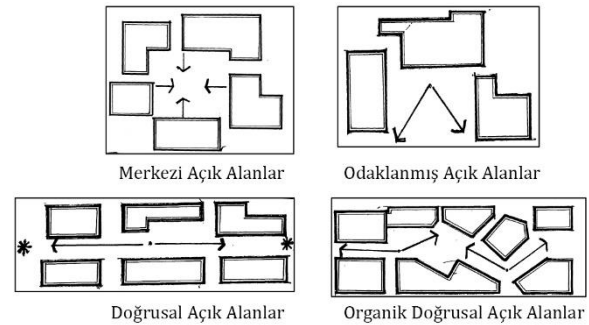 Merkezi Açık Alanlar
Odaklanmış Açık Alanlar
Doğrusal Açık Alanlar
Organik Doğrusal Açık Alanlar